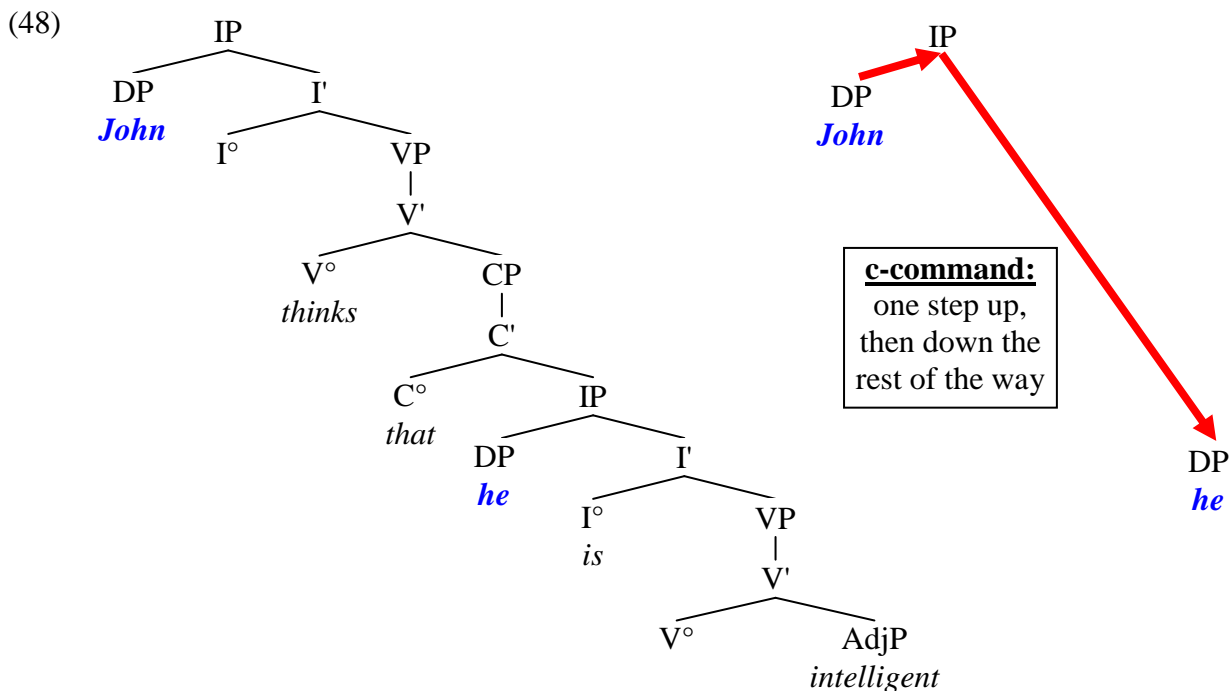 (48)
IP IP
DP I' DP
John John
I° VP
V'
V° CP
thinks
c-command:
one step up,
then down the
rest of the way
C'
C° IP
that
DP I' DP
he he
I° VP
is
V'
V° AdjP
intelligent